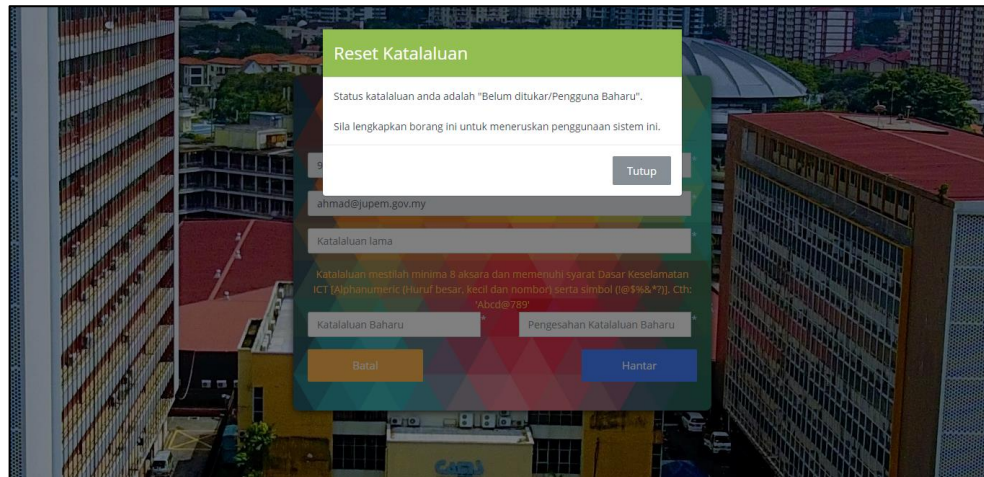 Reset Katalaluan
Status katalaluan anda adalah "Belum ditukar/Pengguna Baharu".
Sila lengkapkan borang ini untuk meneruskan penggunaan sistem ini.
Tutup
9
*
ahmad@jupem.gov.my *
Katalaluan lama *
Katalaluan mestilah minima 8 aksara dan memenuhi syarat Dasar Keselamatan
ICT [Alphanumeric (Huruf besar, kecil dan nombor) serta simbol (!@$%&*?)]. Cth:
'Abcd@789'
Katalaluan Baharu * Pengesahan Katalaluan Baharu *
Batal Hantar